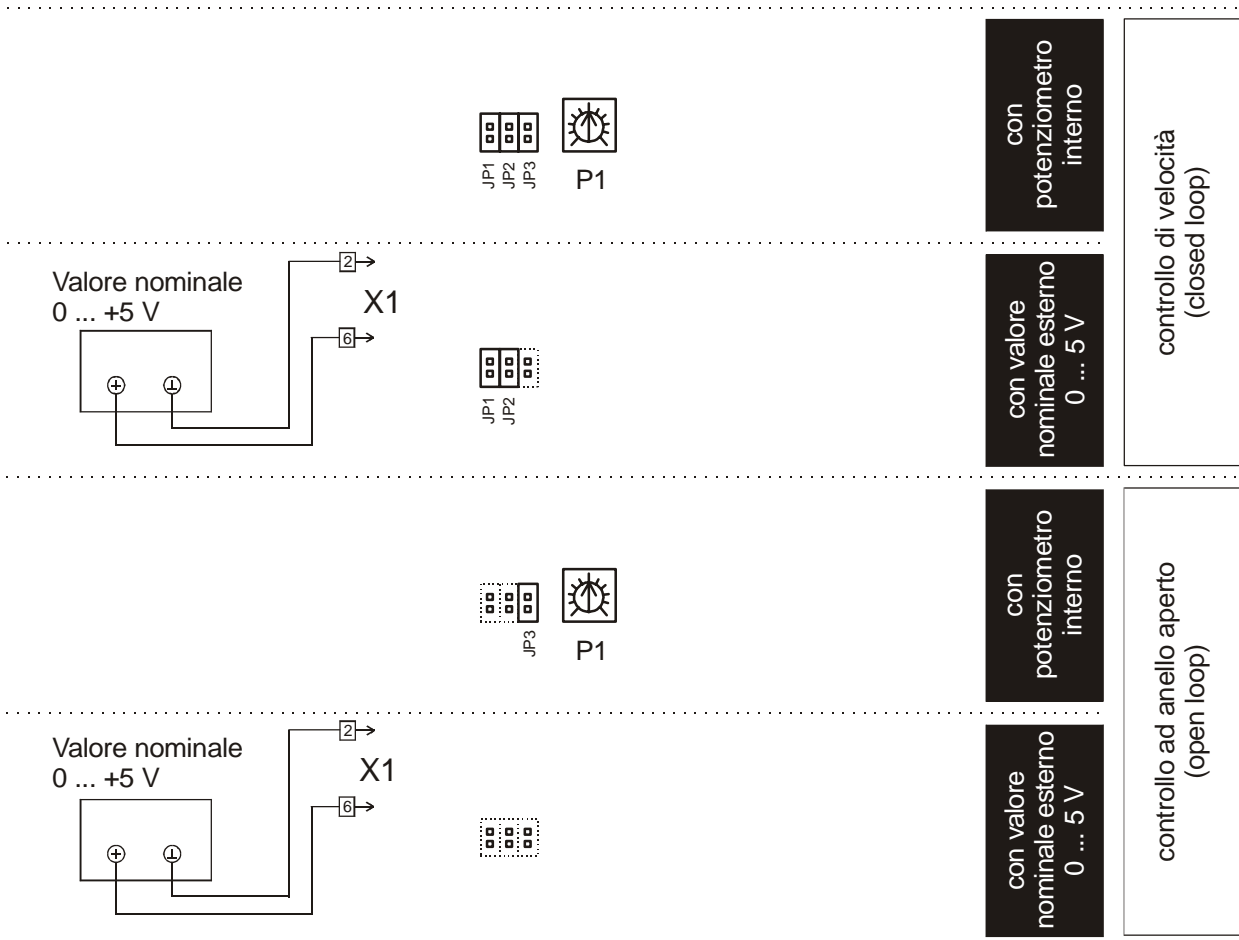 JP1
JP2
JP3
P1
con
potenziometro
interno
controllo di velocità
(closed loop)
Valore nominale
0 ... +5 V
2
X1
6
JP1
JP2
con valore
nominale esterno
0 ... 5 V
JP3
P1
con
potenziometro
interno
controllo ad anello aperto
(open loop)
Valore nominale
0 ... +5 V
2
X1
6
con valore
nominale esterno
0 ... 5 V